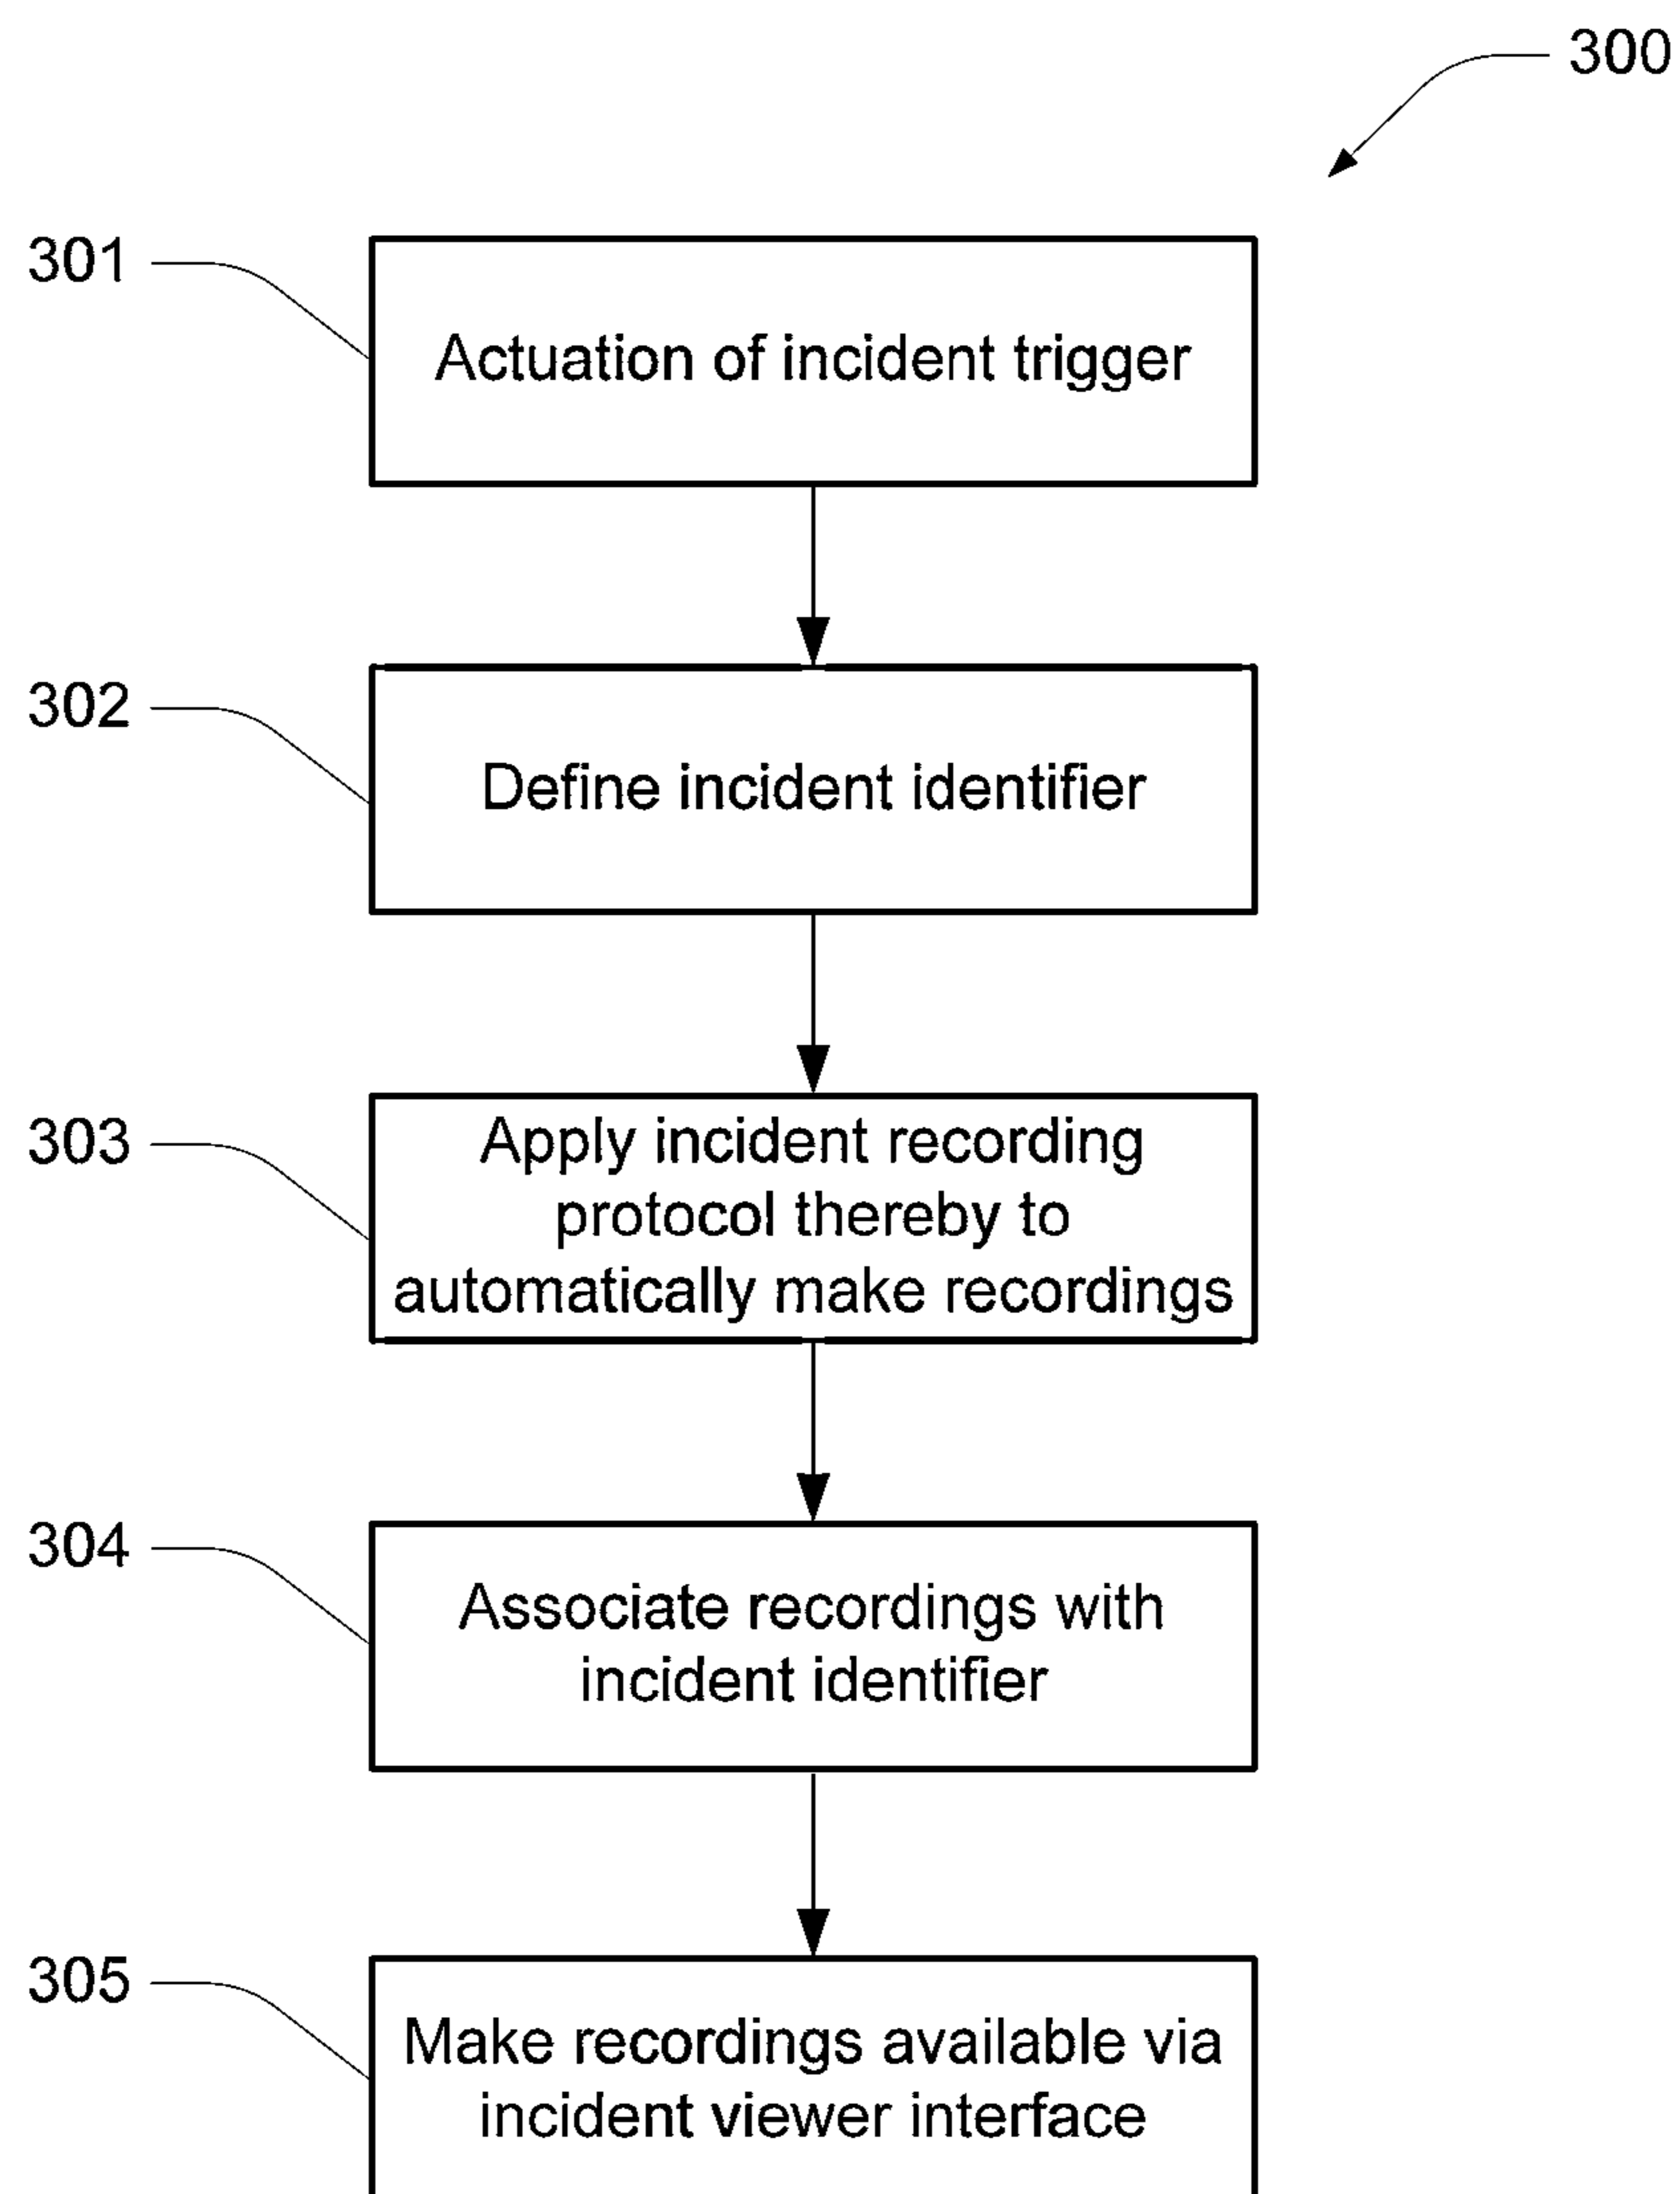 300
301
Actuation of incident trigger
302
Define incident identifier
303
Apply incident recording
protocol thereby to
automatically make recordings
304
Associate recordings with
incident identifier
305
Make recordings available via
incident viewer interface